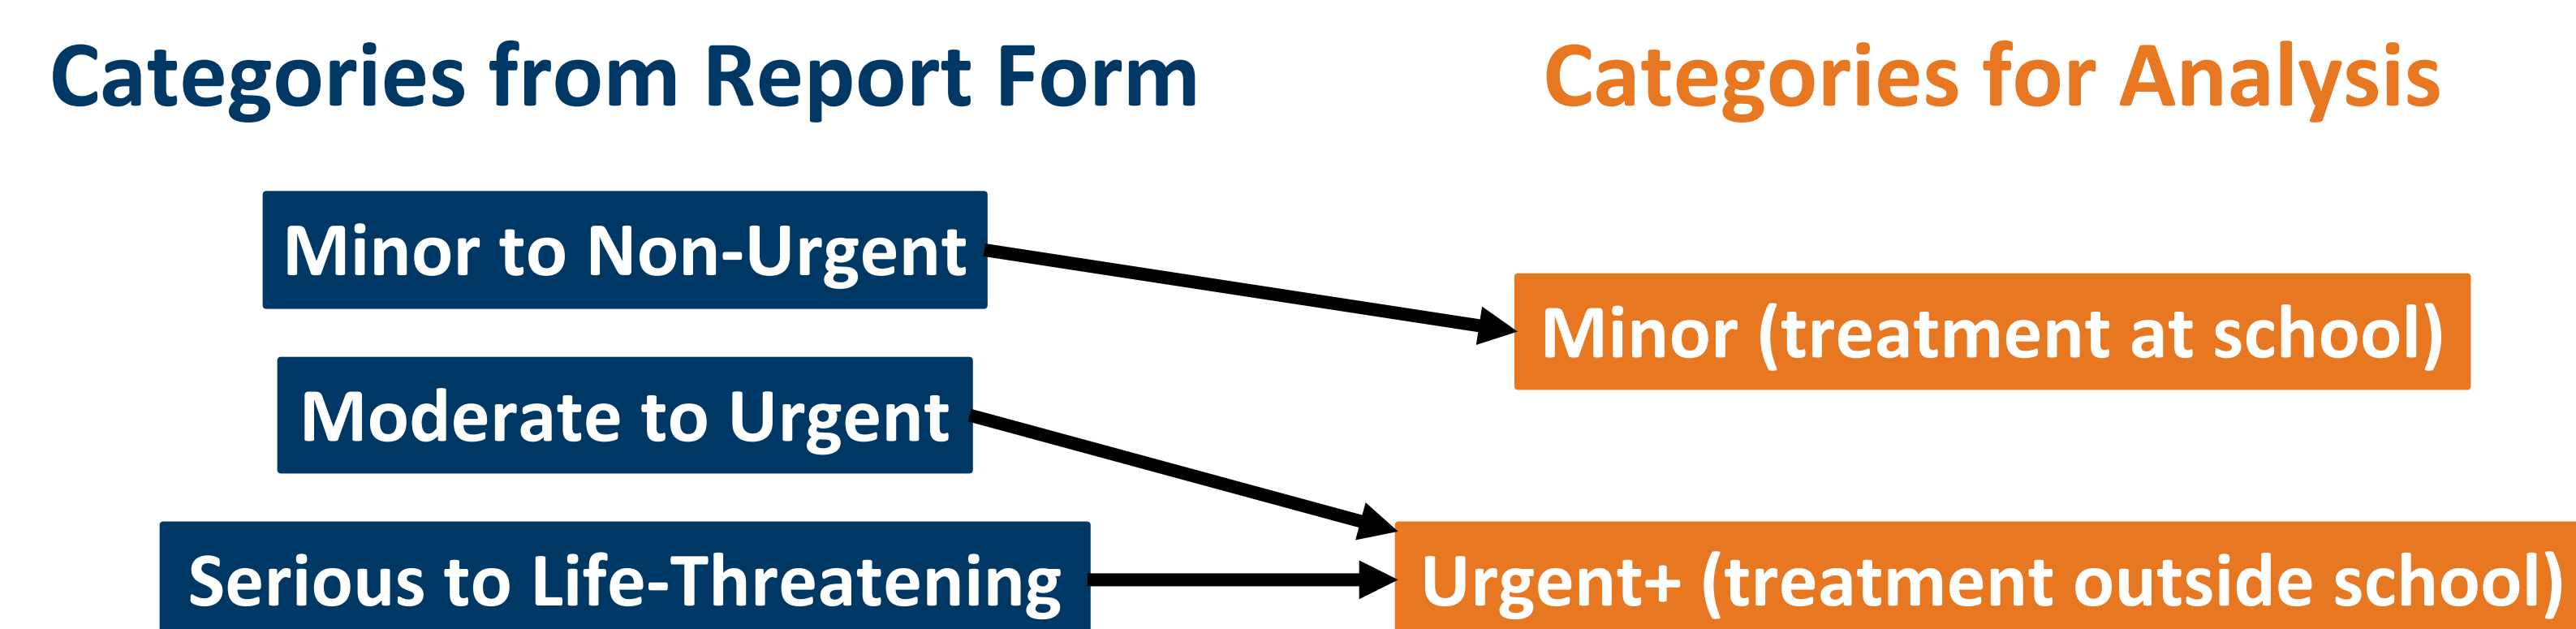 Categories from Report Form
Categories for Analysis
Minor to Non-Urgent
Minor (treatment at school)
Moderate to Urgent
Serious to Life-Threatening
Urgent+ (treatment outside school)